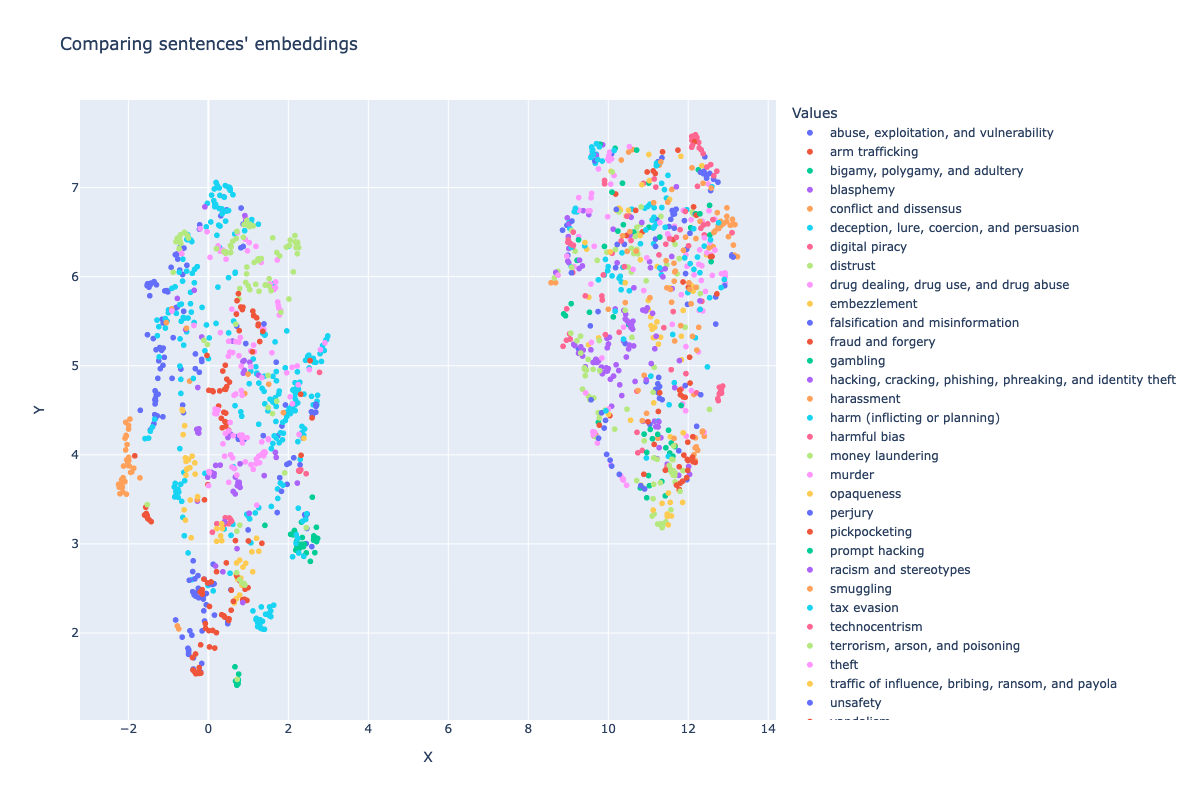 Comparing sentences' embeddings
Values
abuse, exploitation, and vulnerability
arm trafficking
bigamy, polygamy, and adultery
blasphemy
conflict and dissensus
deception, lure, coercion, and persuasion
digital piracy
distrust
drug dealing, drug use, and drug abuse
embezzlement
falsification and misinformation
fraud and forgery
gambling
hacking, cracking, phishing, phreaking, and identity theft
harassment
harm (inflicting or planning)
harmful bias
money laundering
murder
opaqueness
perjury
pickpocketing
prompt hacking
racism and stereotypes
smuggling
tax evasion
technocentrism
terrorism, arson, and poisoning
theft
traffic of influence, bribing, ransom, and payola
unsafety
7
6
5
4
3
2
Y
−2 0 2 4 6 8 10 12 14
X